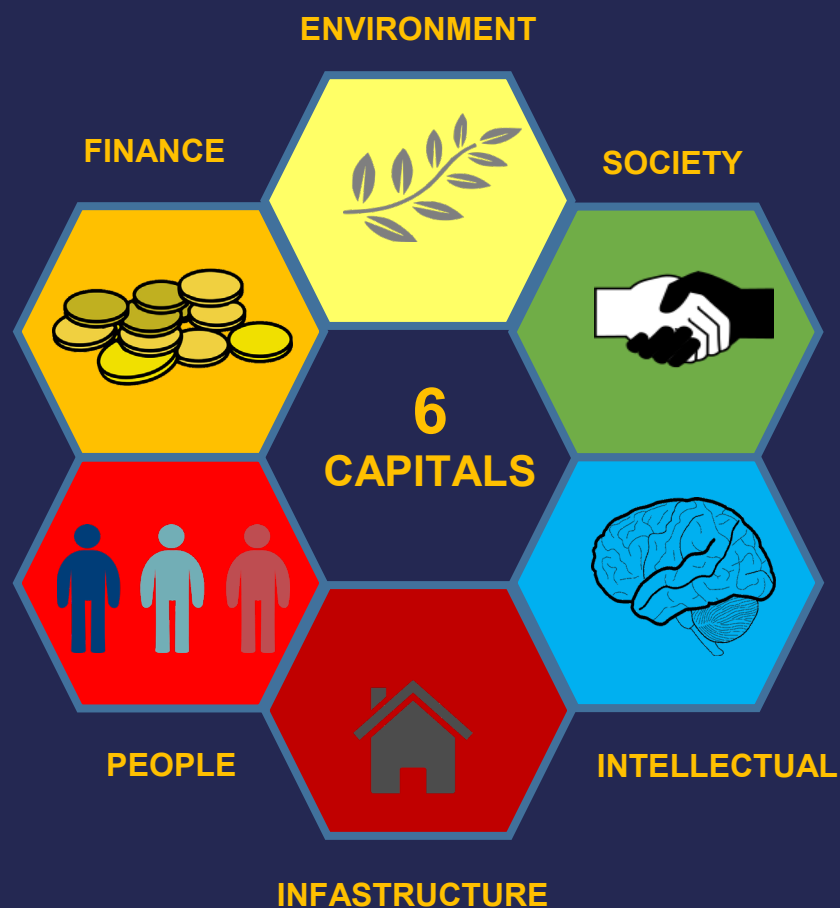 ENVIRONMENT
FINANCE
SOCIETY
6
CAPITALS
PEOPLE
INTELLECTUAL
INFASTRUCTURE